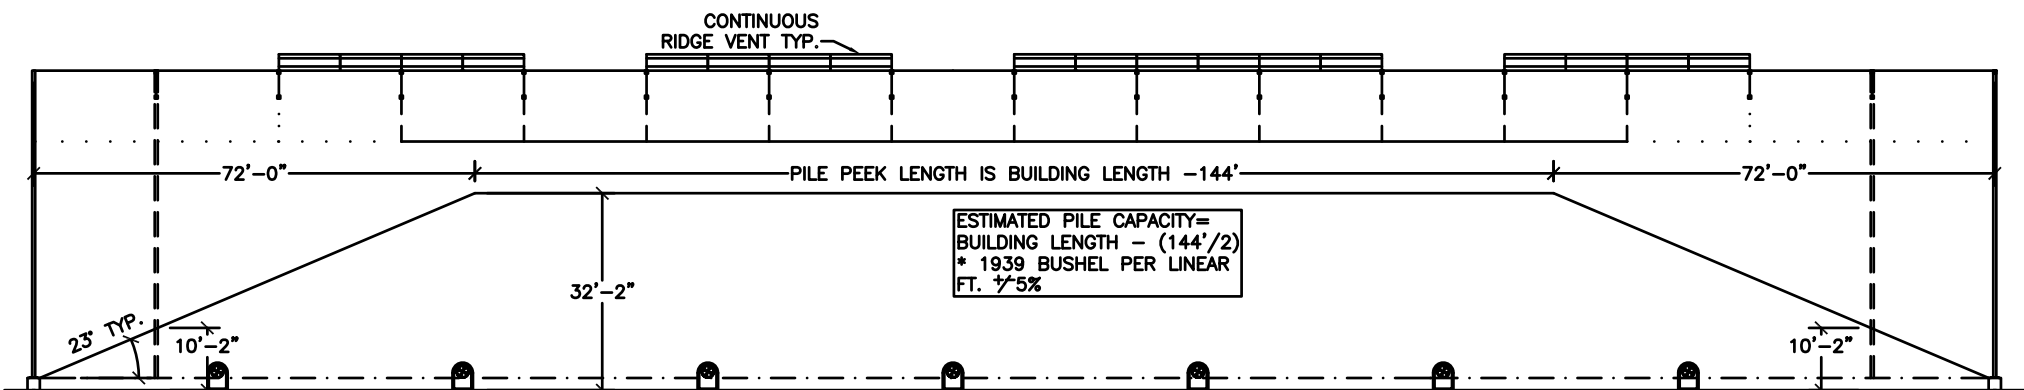 CONTINUOUS
RIDGE VENT TYP.
72'-0"
PILE PEEK LENGTH IS BUILDING LENGTH -144'
72'-0"
ESTIMATED PILE CAPACITY=
BUILDING LENGTH - (144'/2)
* 1939 BUSHEL PER LINEAR
FT. +/-5%
32'-2"
23° TYP.
10'-2"
10'-2"